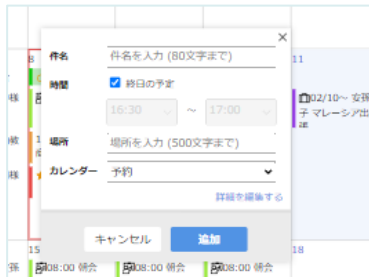 8
11
件名
件名を入力 (80文字まで)
時間
終日の予定
16:30 ～ 17:00
02/10～ 安孫
子 マレーシア出
張
場所
場所を入力 (500文字まで)
カレンダー
予約
詳細を編集する
キャンセル
追加
15
18
08:00 朝会
08:00 朝会
08:00 朝会